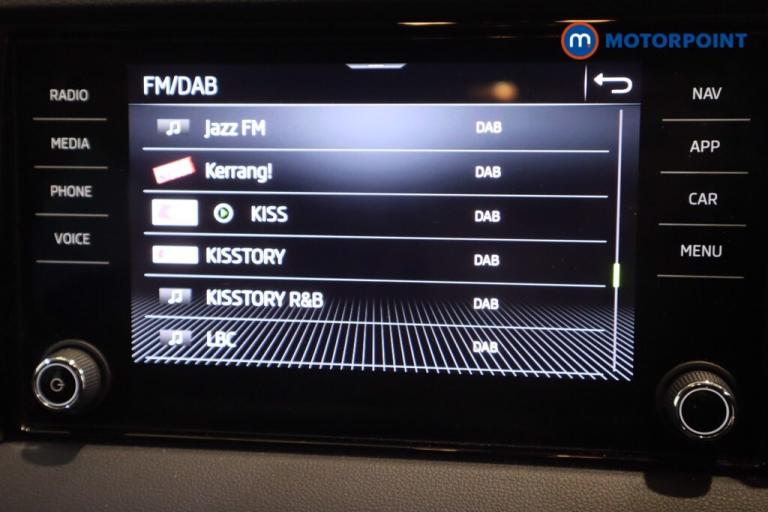 m MOTORPOINT
FM/DAB
RADIO
MEDIA
PHONE
VOICE
Jazz FM DAB
Kerrang! DAB
KISS DAB
KISSTORY DAB
KISSTORY R&B DAB
LBC DAB
NAV
APP
CAR
MENU